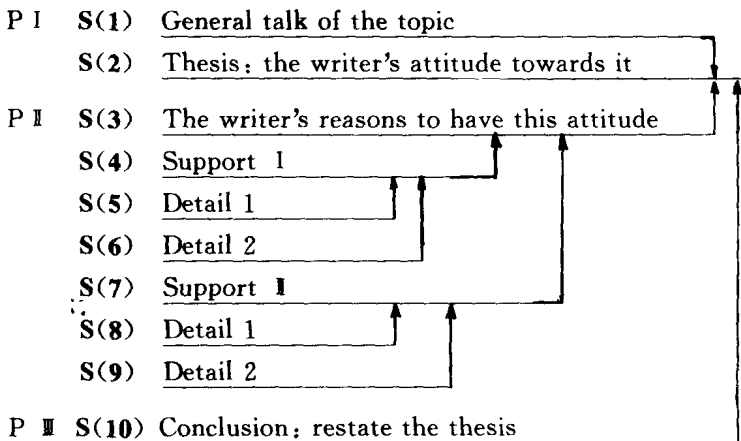 P Ⅰ S(1) General talk of the topic
S(2) Thesis: the writer's attitude towards it
P Ⅱ S(3) The writer's reasons to have this attitude
S(4) Support Ⅰ
S(5) Detail 1
S(6) Detail 2
S(7) Support Ⅱ
S(8) Detail 1
S(9) Detail 2
P Ⅲ S(10) Conclusion: restate the thesis